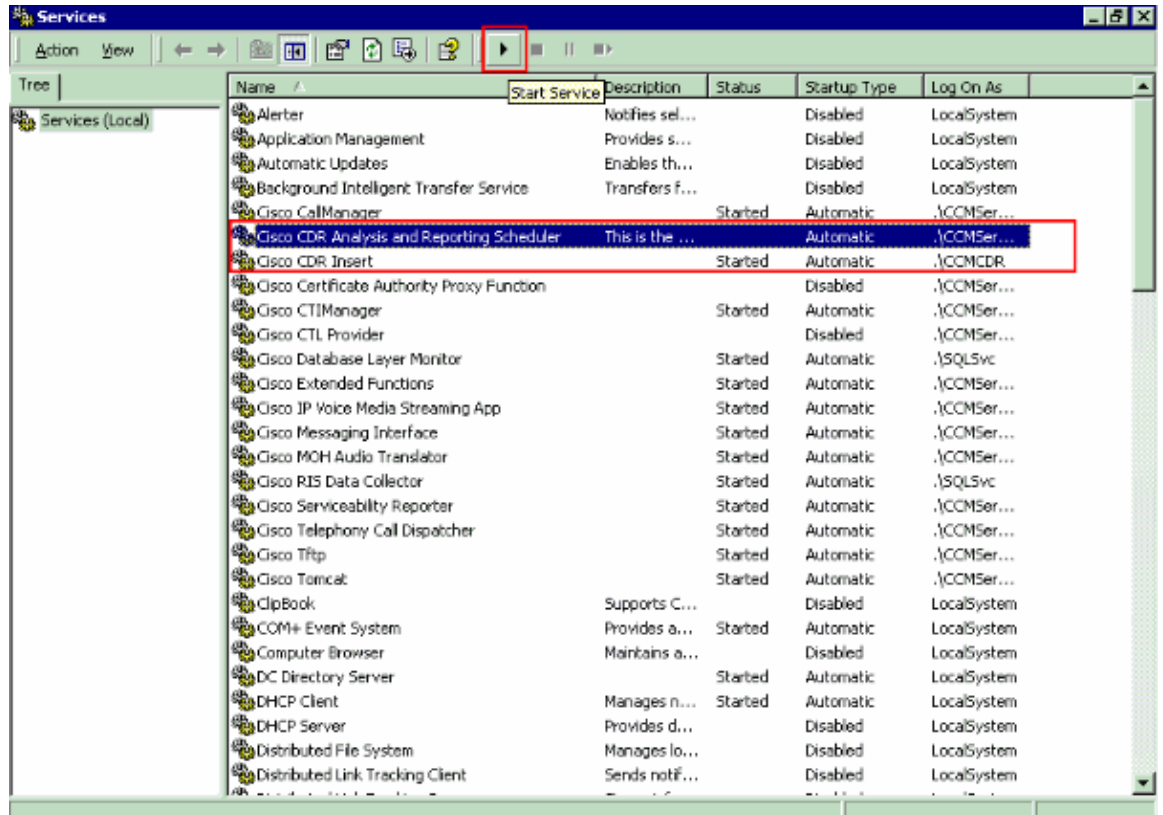 Services
Action View
Tree
Services (Local)
Name Description Status Startup Type Log On As
Start Service
Alerter Notifies sel... Disabled LocalSystem
Application Management Provides s... Disabled LocalSystem
Automatic Updates Enables th... Disabled LocalSystem
Background Intelligent Transfer Service Transfers f... Disabled LocalSystem
Cisco CallManager Started Automatic .\CCMSer...
Cisco CDR Analysis and Reporting Scheduler This is the ... Automatic .\CCMSer...
Cisco CDR Insert Started Automatic .\CCMCDR
Cisco Certificate Authority Proxy Function Disabled .\CCMSer...
Cisco CTIManager Started Automatic .\CCMSer...
Cisco CTL Provider Disabled .\CCMSer...
Cisco Database Layer Monitor Started Automatic .\SQLSvc
Cisco Extended Functions Started Automatic .\CCMSer...
Cisco IP Voice Media Streaming App Started Automatic .\CCMSer...
Cisco Messaging Interface Started Automatic .\CCMSer...
Cisco MOH Audio Translator Started Automatic .\CCMSer...
Cisco RIS Data Collector Started Automatic .\SQLSvc
Cisco Serviceability Reporter Started Automatic .\CCMSer...
Cisco Telephony Call Dispatcher Started Automatic .\CCMSer...
Cisco Tftp Started Automatic .\CCMSer...
Cisco Tomcat Started Automatic .\CCMSer...
ClipBook Supports C... Disabled LocalSystem
COM+ Event System Provides a... Started Automatic LocalSystem
Computer Browser Maintains a... Disabled LocalSystem
DC Directory Server Started Automatic LocalSystem
DHCP Client Manages n... Started Automatic LocalSystem
DHCP Server Provides d... Disabled LocalSystem
Distributed File System Manages lo... Disabled LocalSystem
Distributed Link Tracking Client Sends notif... Disabled LocalSystem